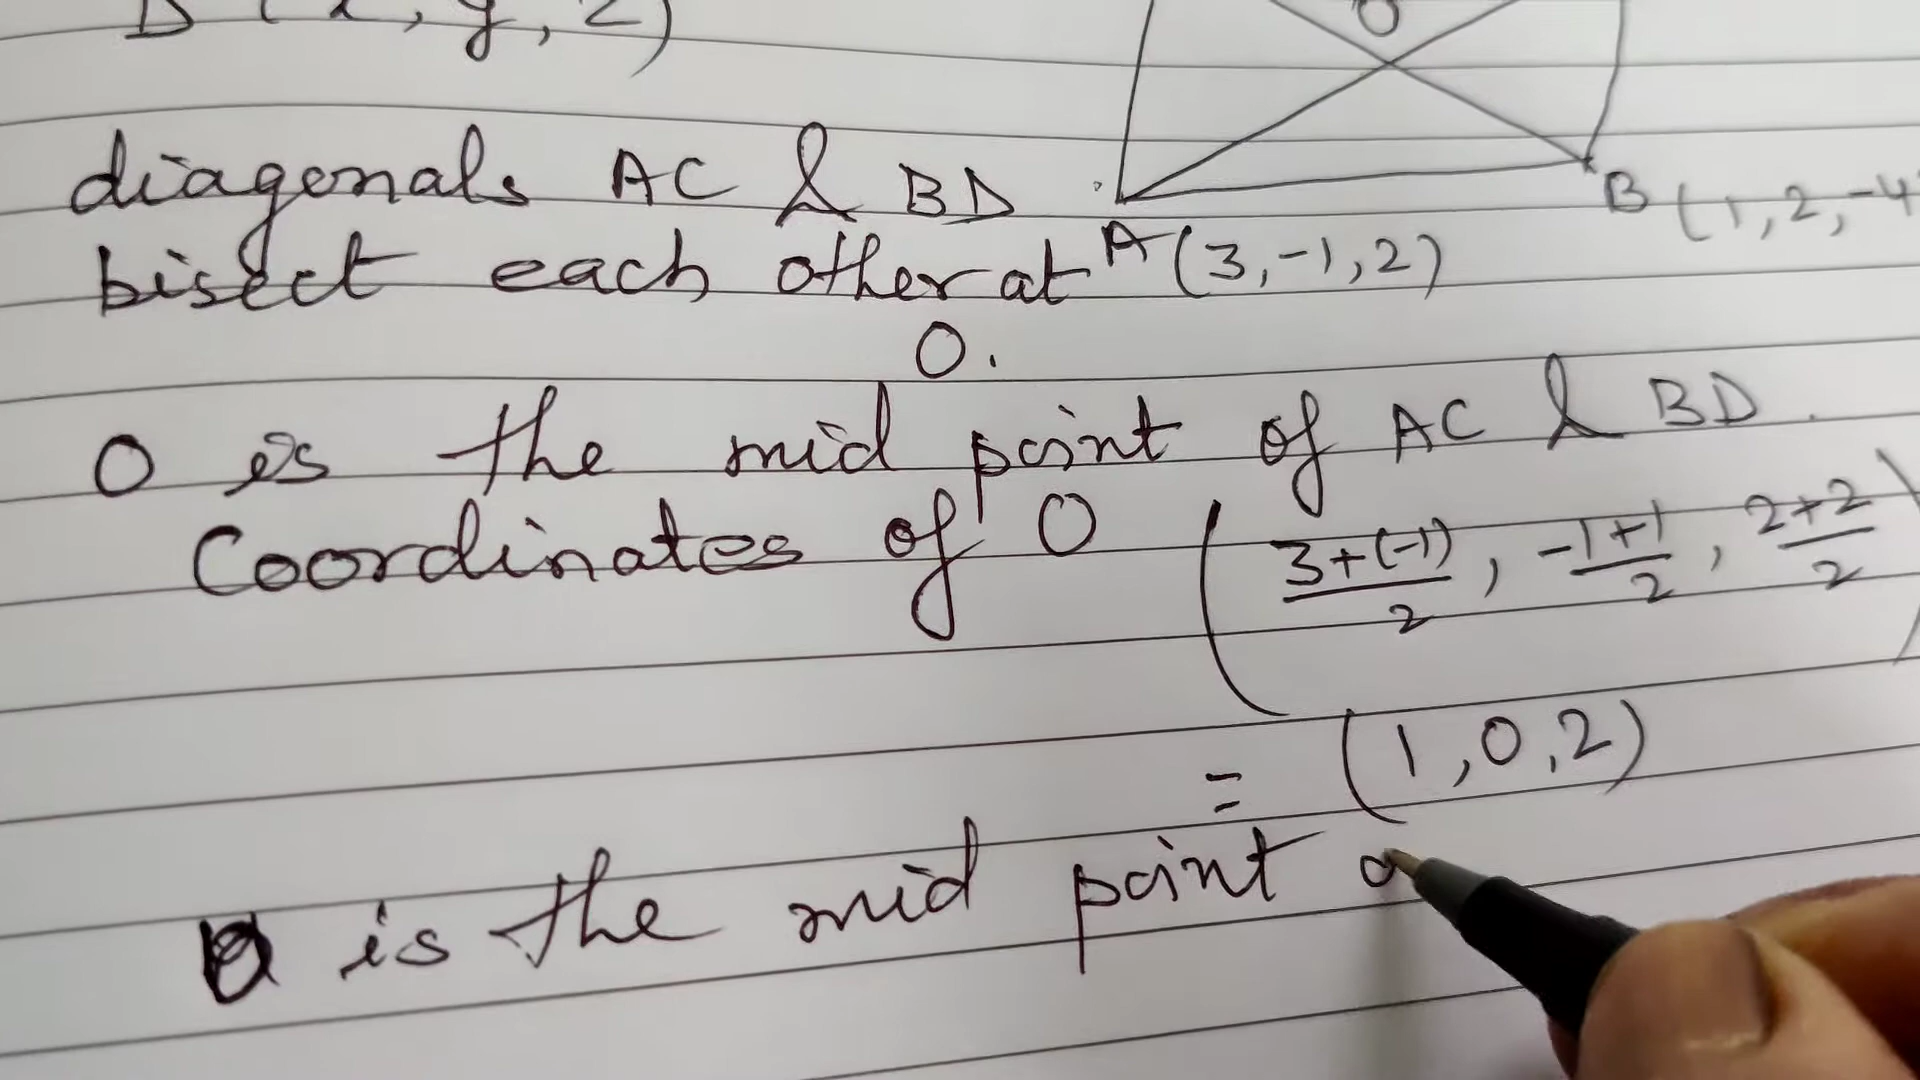 D (x, y, z)
O
diagonals AC & BD
B (1, 2, -4
bisect each other at
A (3, -1, 2)
O.
O is the mid point of AC & BD.
Coordinates of O (3+(-1)/2, -1+1/2, 2+2/2)
= (1, 0, 2)
O is the mid point o